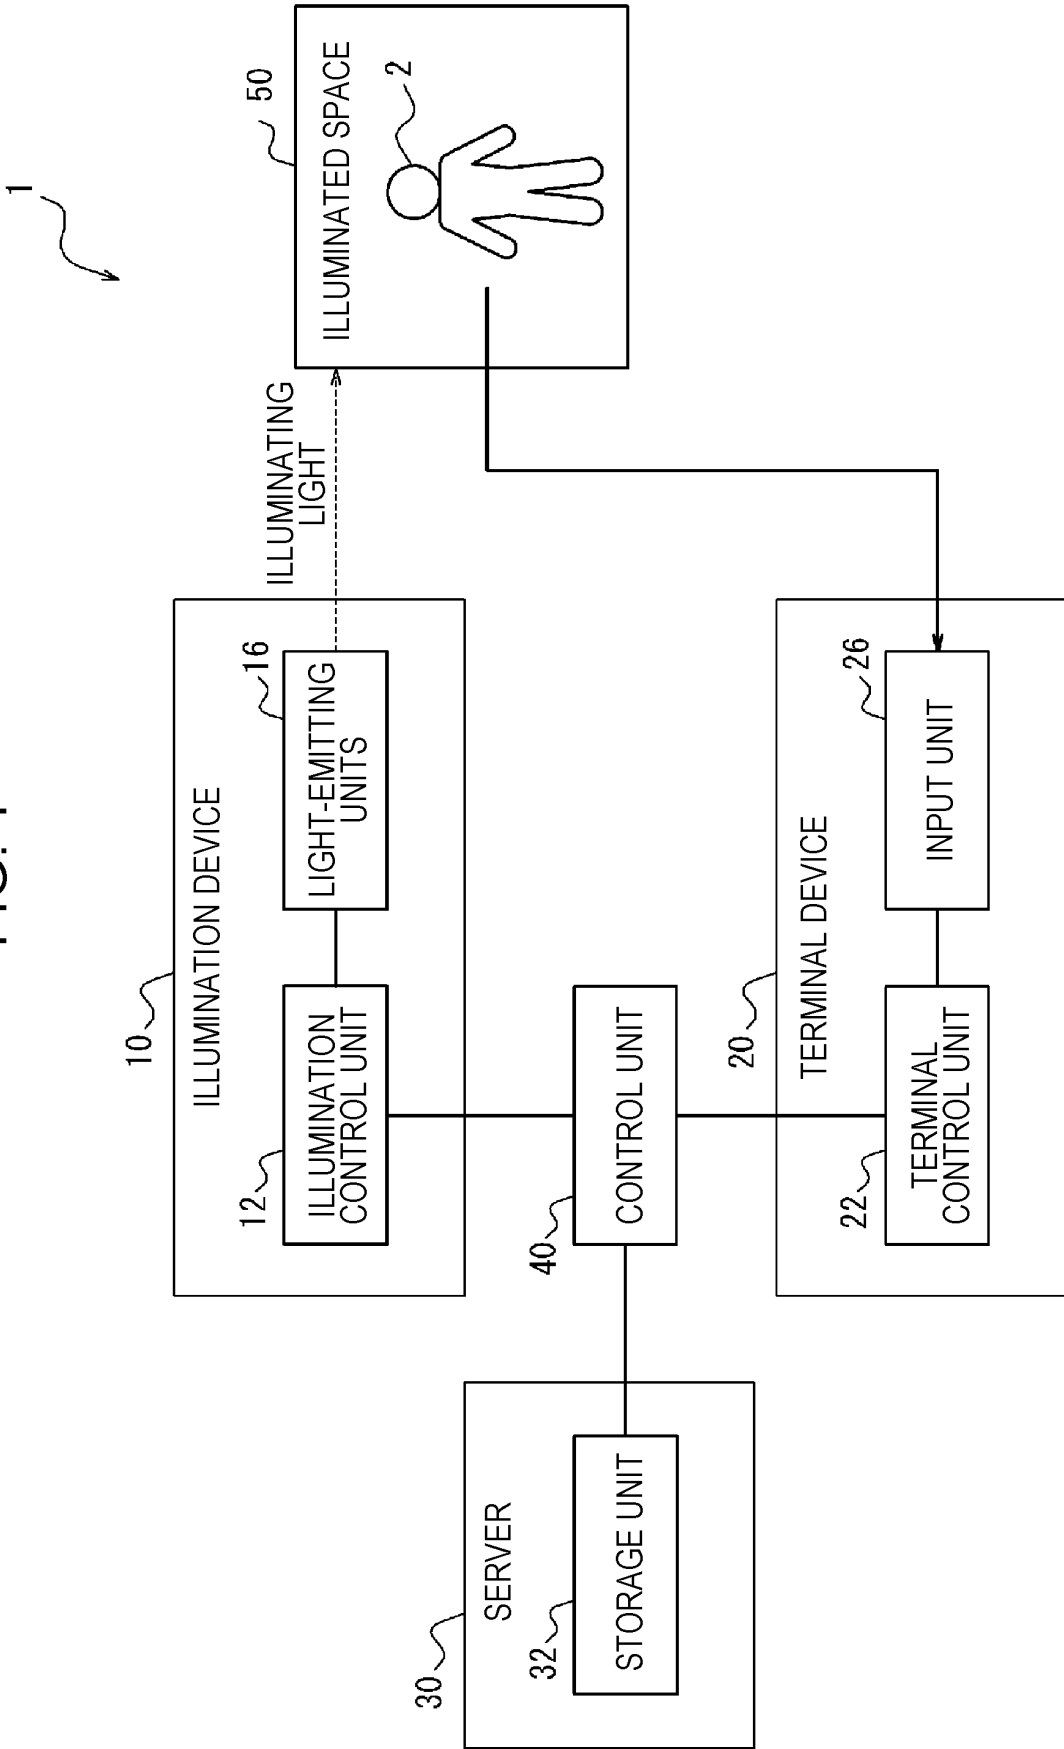 FIG. 1
1
ILLUMINATION DEVICE
10
ILLUMINATION
CONTROL UNIT
12
LIGHT-EMITTING
UNITS
16
ILLUMINATING
LIGHT
50
ILLUMINATED SPACE
2
SERVER
30
STORAGE UNIT
32
CONTROL UNIT
40
TERMINAL DEVICE
20
TERMINAL
CONTROL UNIT
22
INPUT UNIT
26